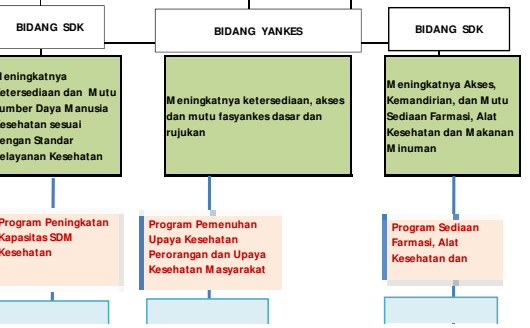 BIDANG SDK
BIDANG YANKES
BIDANG SDK
eningkatnya
etersediaan dan Mutu
umber Daya Manusia
esehatan sesuai
engan Standar
elayanan Kesehatan
Meningkatnya ketersediaan, akses
dan mutu fasyankes dasar dan
rujukan
Meningkatnya Akses,
Kemandirian, dan Mutu
Sediaan Farmasi, Alat
Kesehatan dan Makanan
Minuman
Program Peningkatan
Kapasitas SDM
Kesehatan
Program Pemenuhan
Upaya Kesehatan
Perorangan dan Upaya
Kesehatan Masyarakat
Program Sediaan
Farmasi, Alat
Kesehatan dan